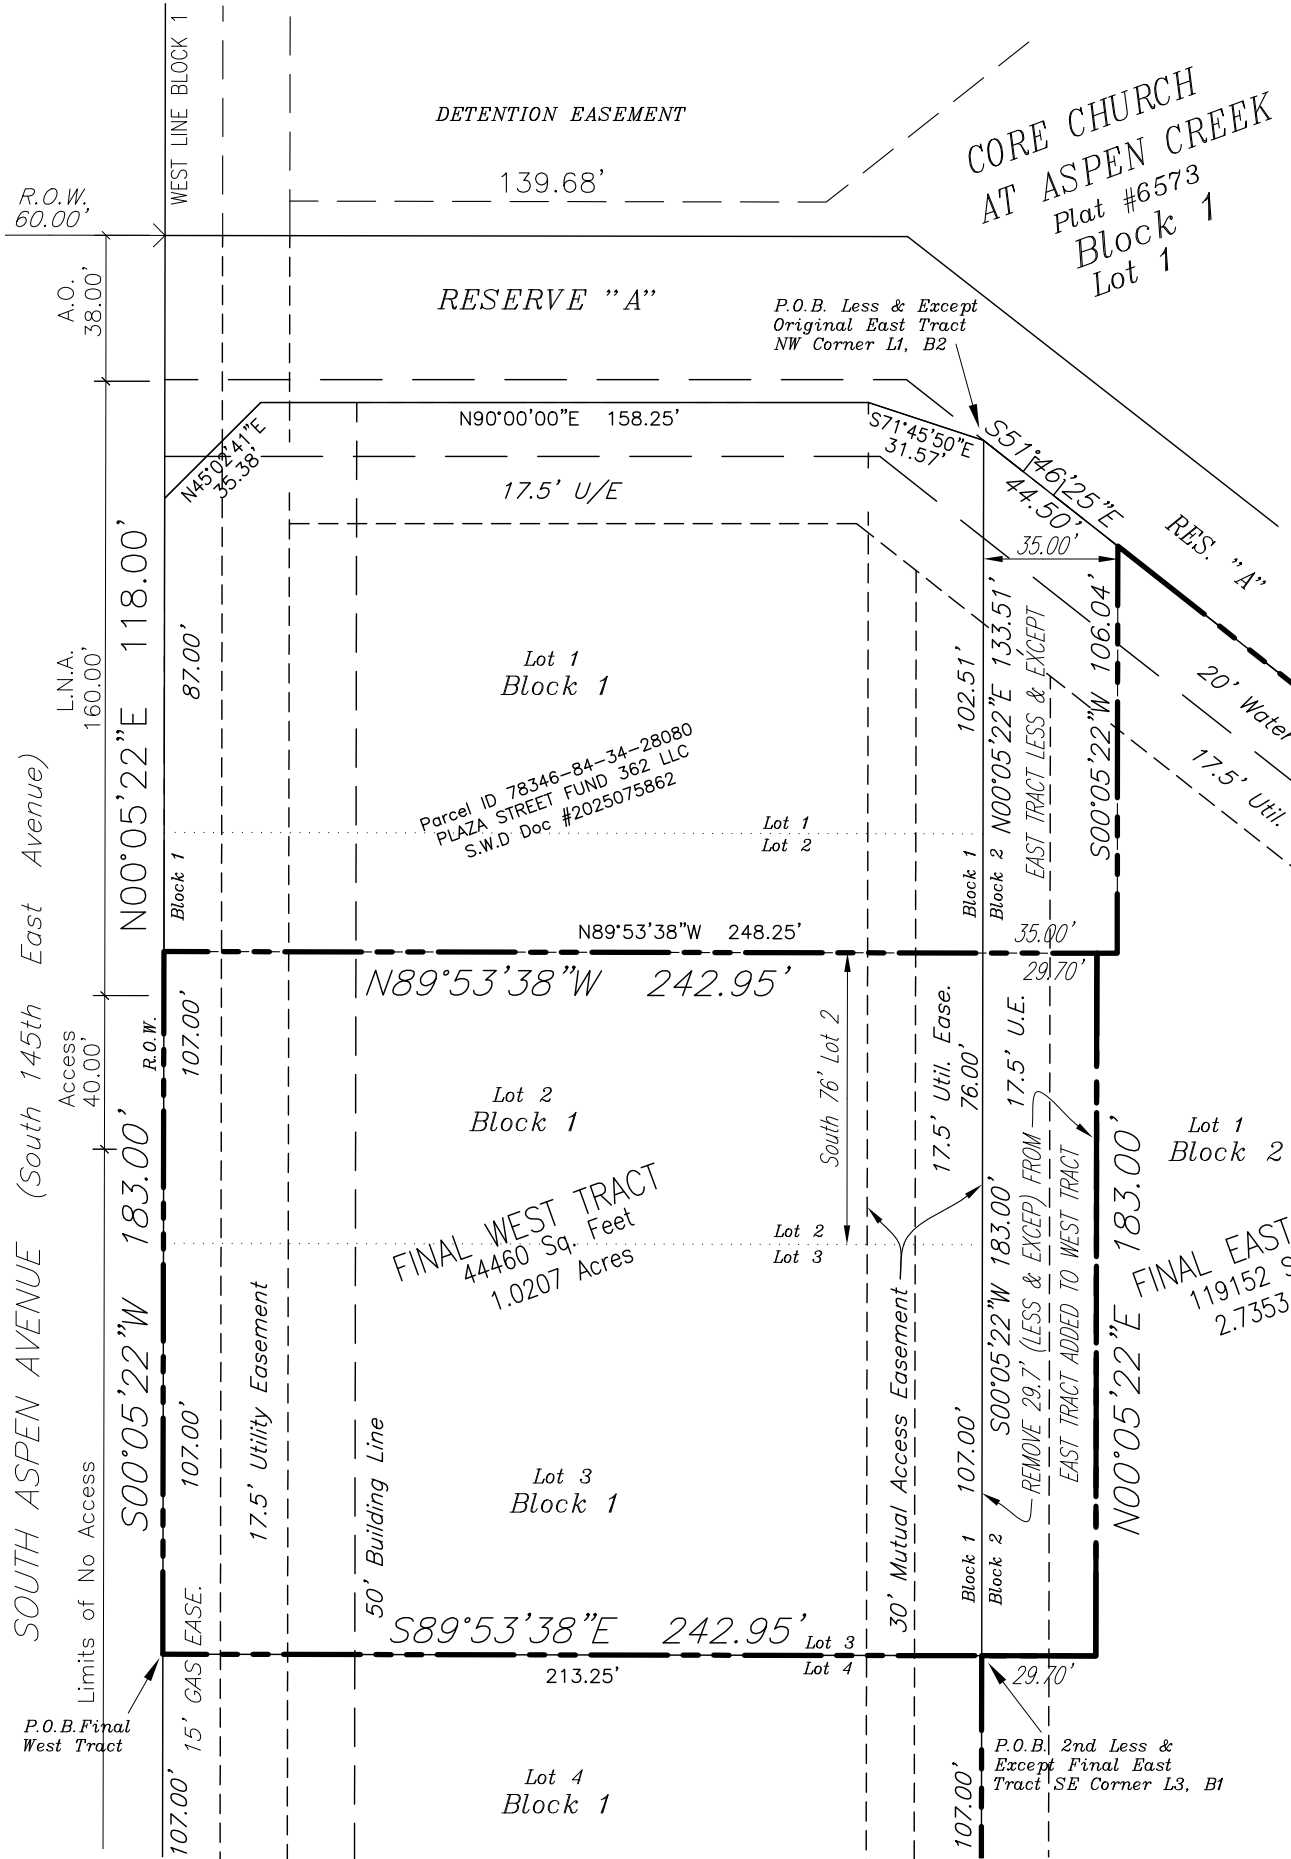 WEST LINE BLOCK 1
DETENTION EASEMENT
139.68'
CORE CHURCH
AT ASPEN CREEK
Plat #6573
Block 1
Lot 1
R.O.W.
60.00'
A.O.
38.00'
RESERVE "A"
P.O.B. Less & Except
Original East Tract
NW Corner L1, B2
N90°00'00"E 158.25'
S71°45'50"E
31.57'
N45°02'41"E
35.38'
S51°46'25"E
44.50'
35.00'
RES. "A"
17.5' U/E
L.N.A.
160.00'
N00°05'22"E 118.00'
87.00'
Lot 1
Block 1
102.51'
N00°05'22"E 133.51'
EAST TRACT LESS & EXCEPT
S00°05'22"W 106.04'
20' Water
17.5' Util.
Parcel ID 78346-84-34-28080
PLAZA STREET FUND 362 LLC
S.W.D Doc #2025075862
Lot 1
Lot 2
Block 1
Block 1
Block 2
N89°53'38"W 248.25'
35.00'
N89°53'38"W 242.95'
29.70'
SOUTH ASPEN AVENUE (South 145th East Avenue)
Access
40.00'
R.O.W.
107.00'
South 76' Lot 2
17.5' Util. Ease.
76.00'
17.5' U.E.
Lot 2
Block 1
Lot 1
Block 2
S00°05'22"W 183.00'
FINAL WEST TRACT
44460 Sq. Feet
1.0207 Acres
Lot 2
Lot 3
S00°05'22"W 183.00'
REMOVE 29.7' (LESS & EXCEP) FROM
EAST TRACT ADDED TO WEST TRACT
N00°05'22"E 183.00'
FINAL EAST
119152 S
2.7353
Limits of No Access
107.00'
17.5' Utility Easement
50' Building Line
Lot 3
Block 1
30' Mutual Access Easement
107.00'
Block 1
Block 2
S89°53'38"E 242.95'
Lot 3
Lot 4
213.25'
29.70'
P.O.B. Final
West Tract
15' GAS EASE.
107.00'
Lot 4
Block 1
107.00'
P.O.B. 2nd Less &
Except Final East
Tract SE Corner L3, B1